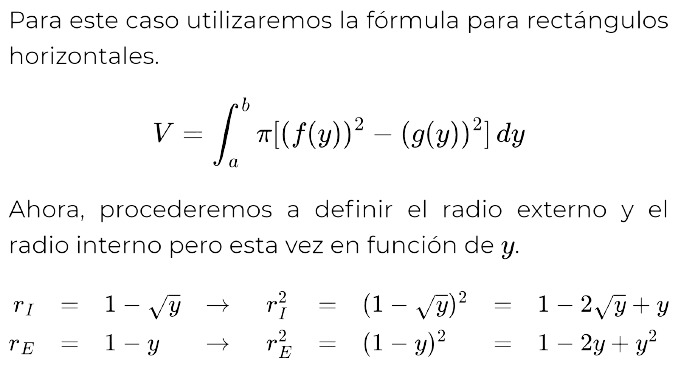 Para este caso utilizaremos la fórmula para rectángulos
horizontales.
V = ∫_a^b π[(f(y))² − (g(y))²] dy
Ahora, procederemos a definir el radio externo y el
radio interno pero esta vez en función de y.
r_I = 1 − √y → r_I² = (1 − √y)² = 1 − 2√y + y
r_E = 1 − y → r_E² = (1 − y)² = 1 − 2y + y²